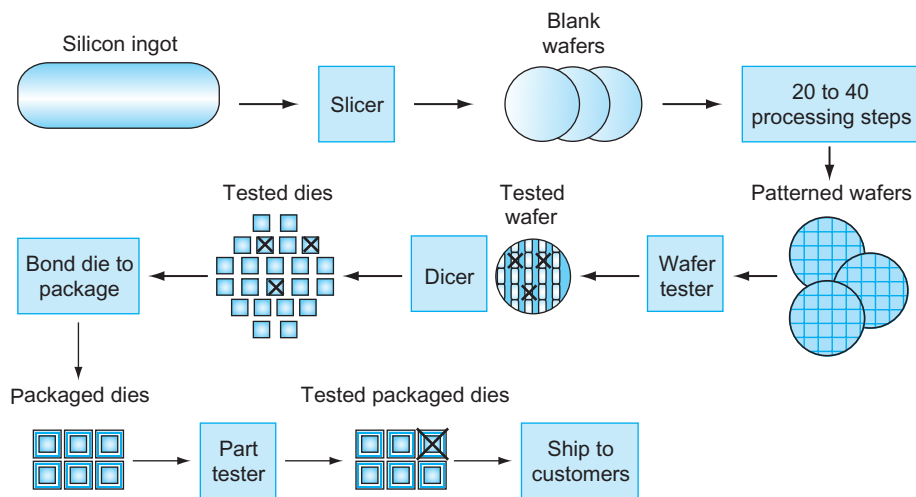 Silicon ingot
Slicer
Blank
wafers
20 to 40
processing steps
Patterned wafers
Wafer
tester
Tested
wafer
Dicer
Tested dies
Bond die to
package
Packaged dies
Part
tester
Tested packaged dies
Ship to
customers